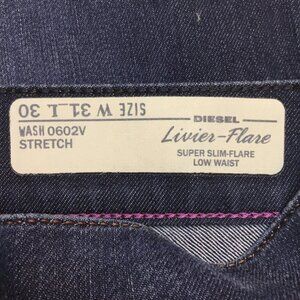 SIZE W 31 L 30
WASH 0602V
STRETCH
DIESEL
Livier-Flare
SUPER SLIM-FLARE
LOW WAIST